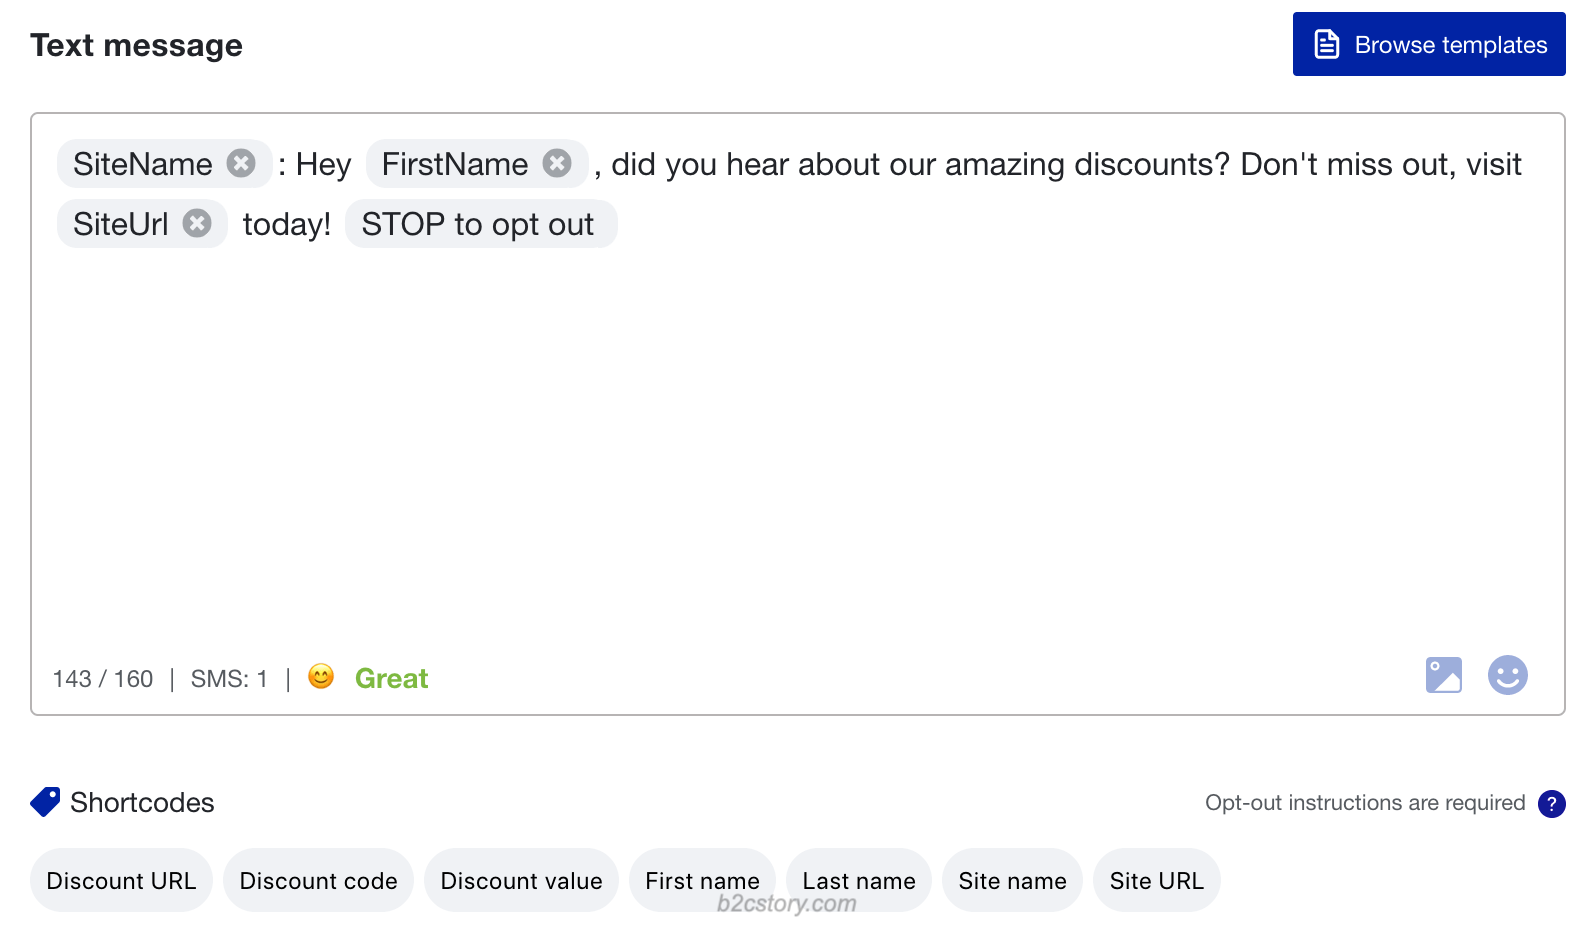 Text message
Browse templates
SiteName : Hey FirstName , did you hear about our amazing discounts? Don't miss out, visit
SiteUrl today! STOP to opt out
143 / 160 | SMS: 1 | 😊 Great
Shortcodes
Opt-out instructions are required ?
Discount URL Discount code Discount value First name Last name Site name Site URL
b2cstory.com